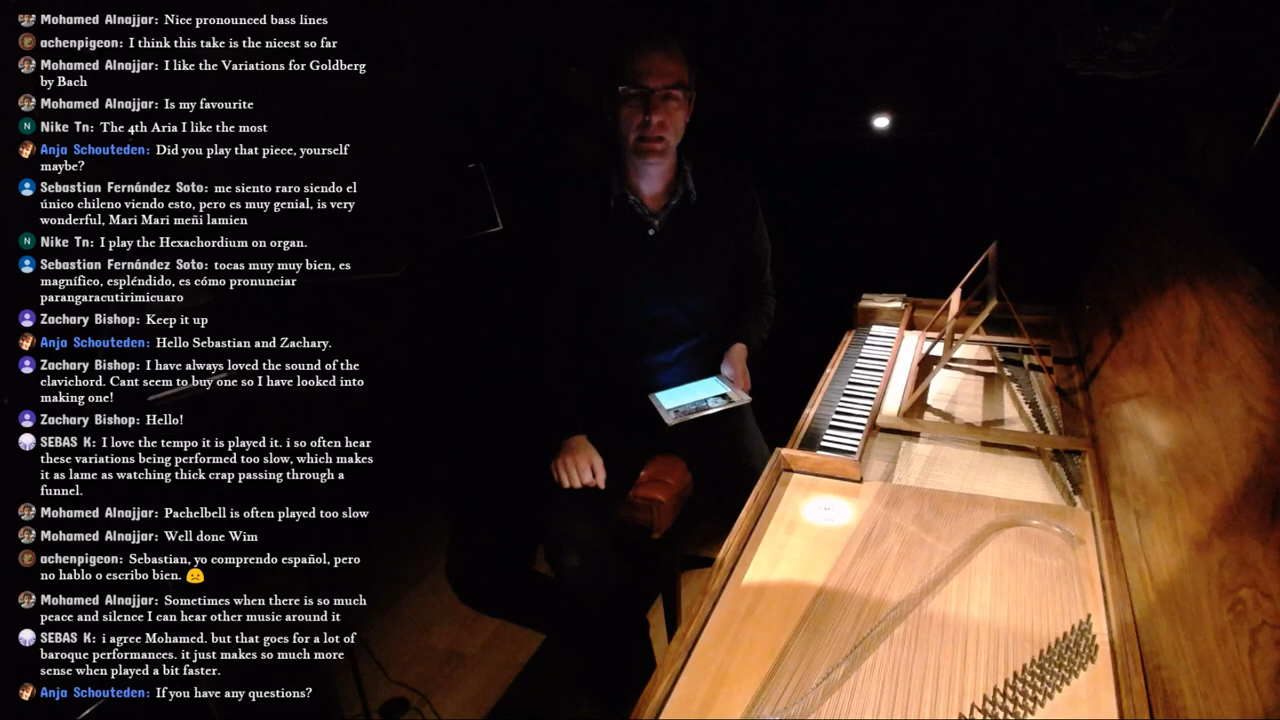 Mohamed Alnajjar: Nice pronounced bass lines
achenpigeon: I think this take is the nicest so far
Mohamed Alnajjar: I like the Variations for Goldberg
by Bach
Mohamed Alnajjar: Is my favourite
N Nike Tn: The 4th Aria I like the most
Anja Schouteden: Did you play that piece, yourself
maybe?
Sebastian Fernández Soto: me siento raro siendo el
único chileno viendo esto, pero es muy genial, is very
wonderful, Mari Mari meñi lamien
N Nike Tn: I play the Hexachordium on organ.
Sebastian Fernández Soto: tocas muy muy bien, es
magnífico, espléndido, es cómo pronunciar
parangaracutirimicuaro
Zachary Bishop: Keep it up
Anja Schouteden: Hello Sebastian and Zachary.
Zachary Bishop: I have always loved the sound of the
clavichord. Cant seem to buy one so I have looked into
making one!
Zachary Bishop: Hello!
SEBAS K: I love the tempo it is played it. i so often hear
these variations being performed too slow, which makes
it as lame as watching thick crap passing through a
funnel.
Mohamed Alnajjar: Pachelbell is often played too slow
Mohamed Alnajjar: Well done Wim
achenpigeon: Sebastian, yo comprendo español, pero
no hablo o escribo bien. ☹️
Mohamed Alnajjar: Sometimes when there is so much
peace and silence I can hear other music around it
SEBAS K: i agree Mohamed. but that goes for a lot of
baroque performances. it just makes so much more
sense when played a bit faster.
Anja Schouteden: If you have any questions?